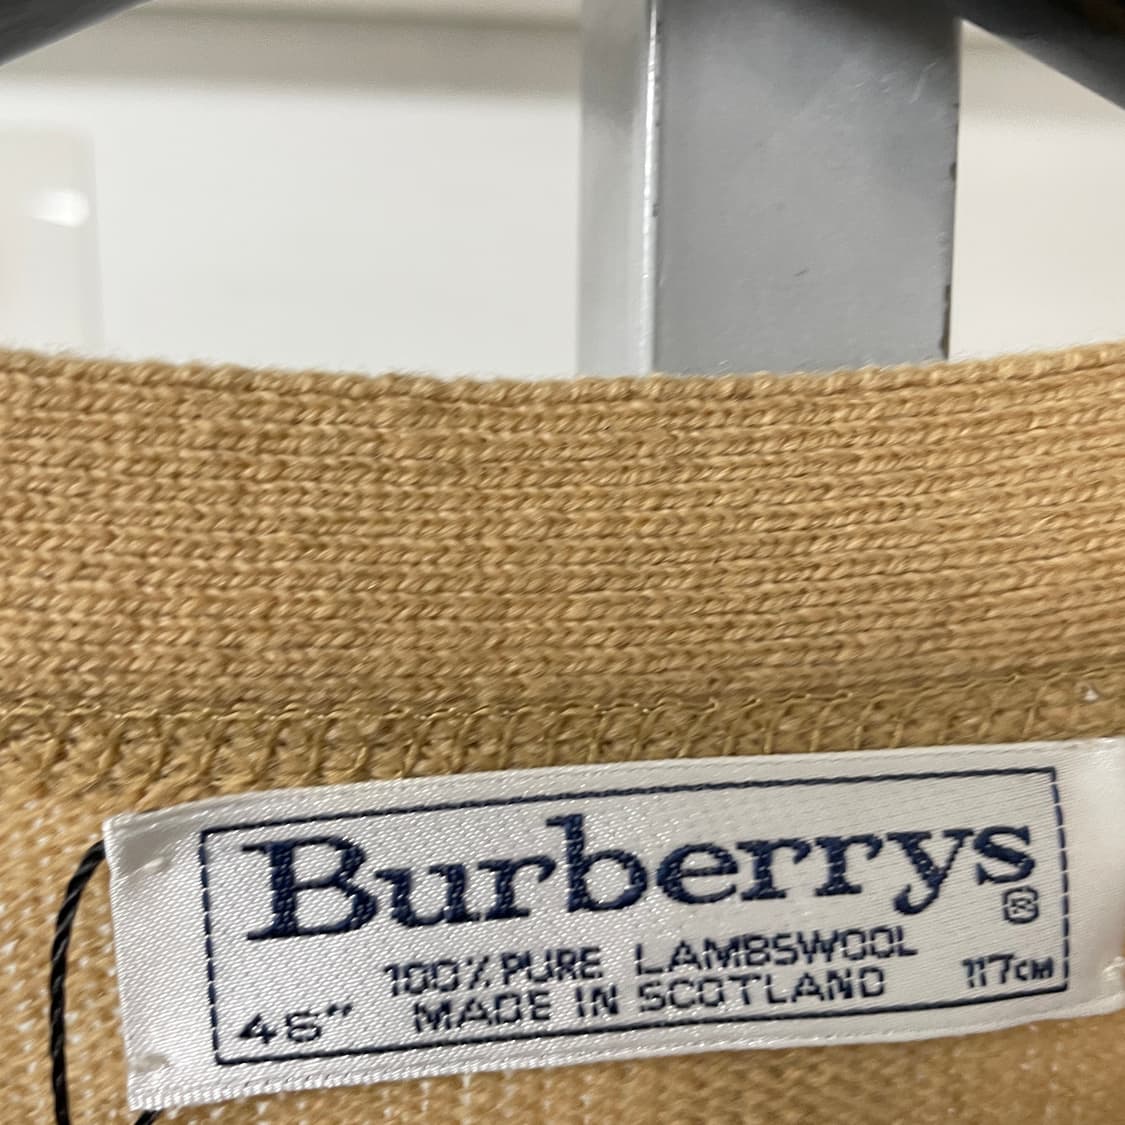 Burberrys
®
100% PURE LAMBSWOOL
46" MADE IN SCOTLAND 117CM